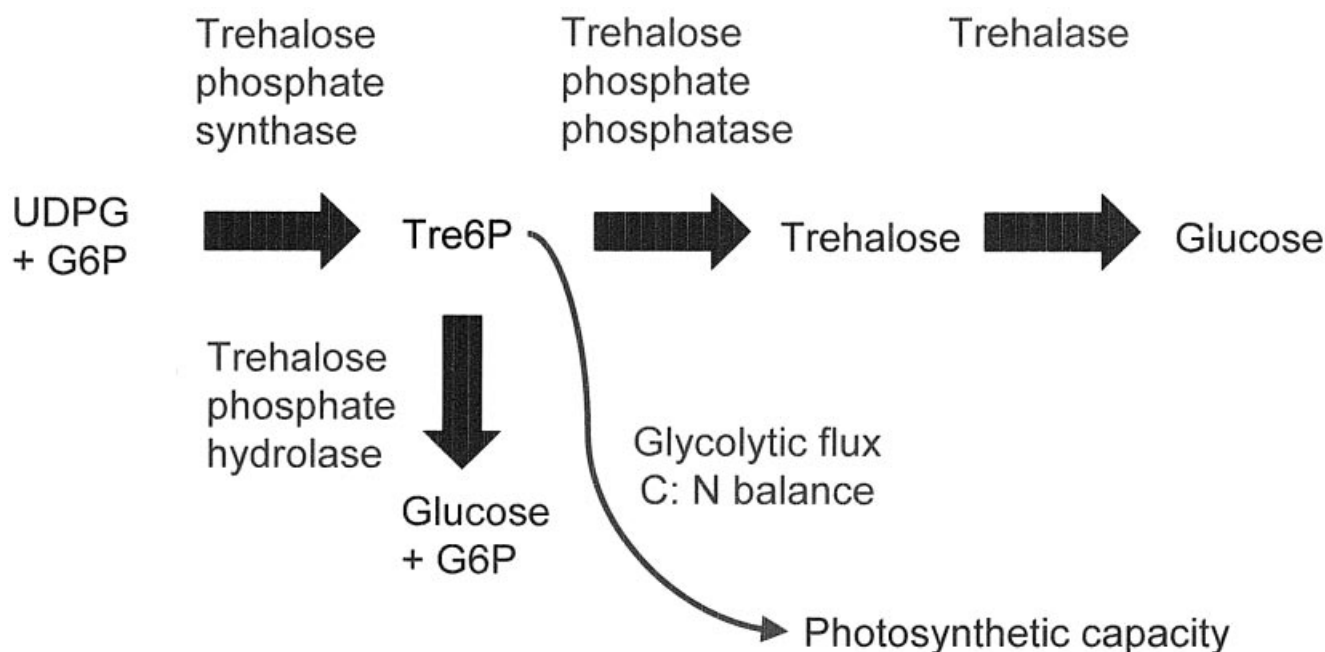 Trehalose
phosphate
synthase
Trehalose
phosphate
phosphatase
Trehalase
UDPG
+ G6P
Tre6P
Trehalose
Glucose
Trehalose
phosphate
hydrolase
Glucose
+ G6P
Glycolytic flux
C: N balance
Photosynthetic capacity